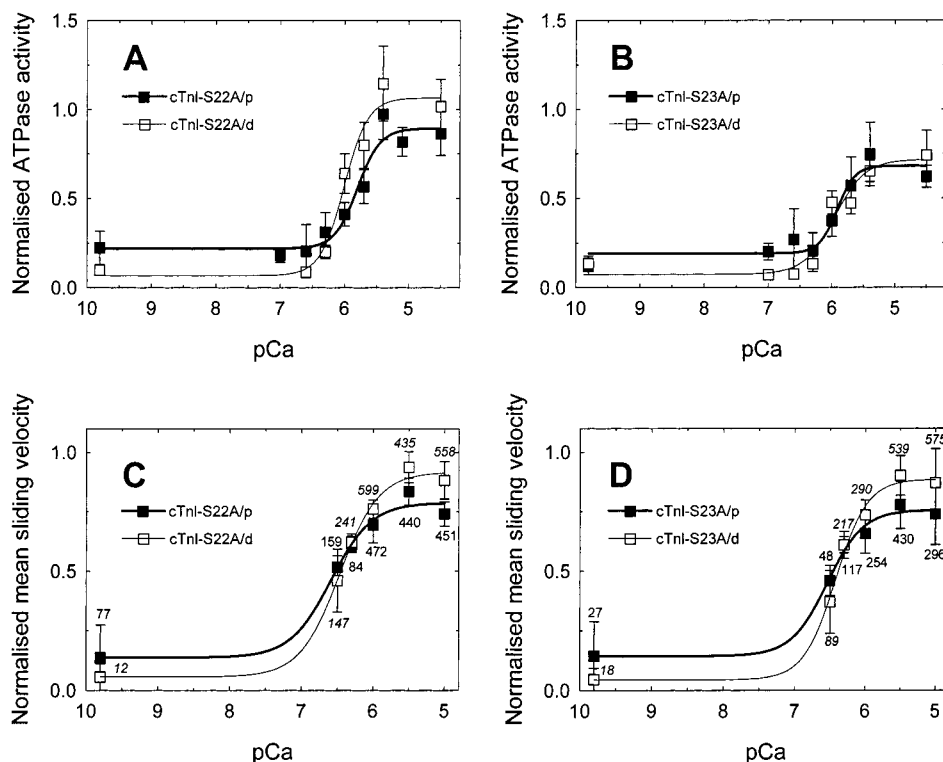 A
Normalised ATPase activity
1.5
1.0
0.5
0.0
cTnI-S22A/p
cTnI-S22A/d
10 9 8 7 6 5
pCa
B
Normalised ATPase activity
1.5
1.0
0.5
0.0
cTnI-S23A/p
cTnI-S23A/d
10 9 8 7 6 5
pCa
C
Normalised mean sliding velocity
1.0
0.5
0.0
cTnI-S22A/p
cTnI-S22A/d
435 558
599
241
159
84
472
440
451
147
77
12
10 9 8 7 6 5
pCa
D
Normalised mean sliding velocity
1.0
0.5
0.0
cTnI-S23A/p
cTnI-S23A/d
575
539
290
217
48
117
254
430
296
89
27
18
10 9 8 7 6 5
pCa